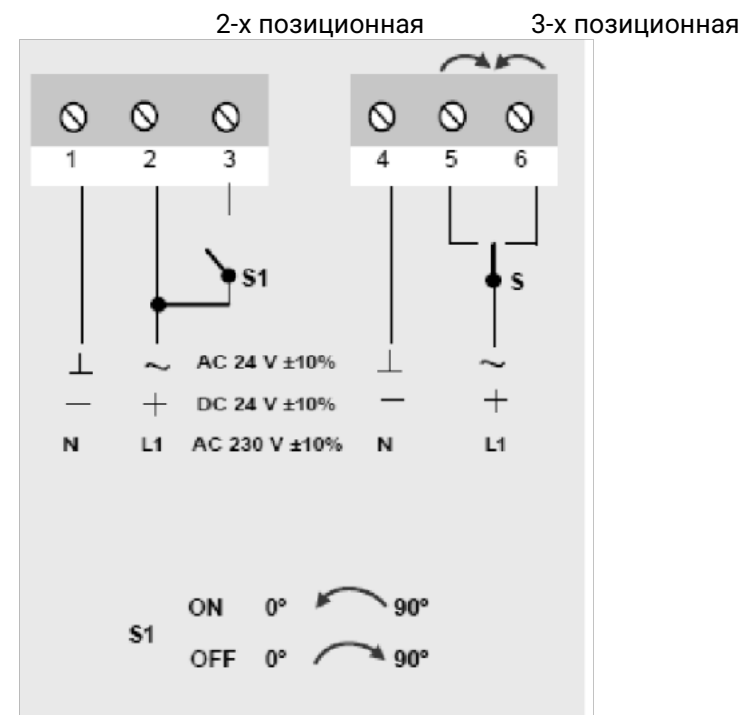 2-х позиционная 3-х позиционная
1 2 3 4 5 6
S1 S
⊥ ~ AC 24 V ±10% ⊥ ~
— + DC 24 V ±10% — +
N L1 AC 230 V ±10% N L1
ON 0° 90°
S1
OFF 0° 90°